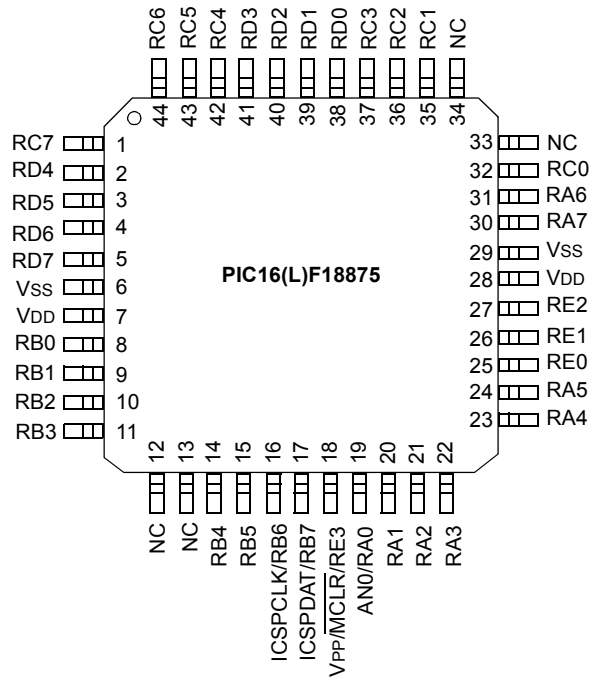 RC6
RC5
RC4
RD3
RD2
RD1
RD0
RC3
RC2
RC1
NC
44
43
42
41
40
39
38
37
36
35
34
RC7 1
RD4 2
RD5 3
RD6 4
RD7 5
VSS 6
VDD 7
RB0 8
RB1 9
RB2 10
RB3 11
PIC16(L)F18875
33 NC
32 RC0
31 RA6
30 RA7
29 VSS
28 VDD
27 RE2
26 RE1
25 RE0
24 RA5
23 RA4
12
13
14
15
16
17
18
19
20
21
22
NC
NC
RB4
RB5
ICSPCLK/RB6
ICSPDAT/RB7
VPP/MCLR/RE3
AN0/RA0
RA1
RA2
RA3